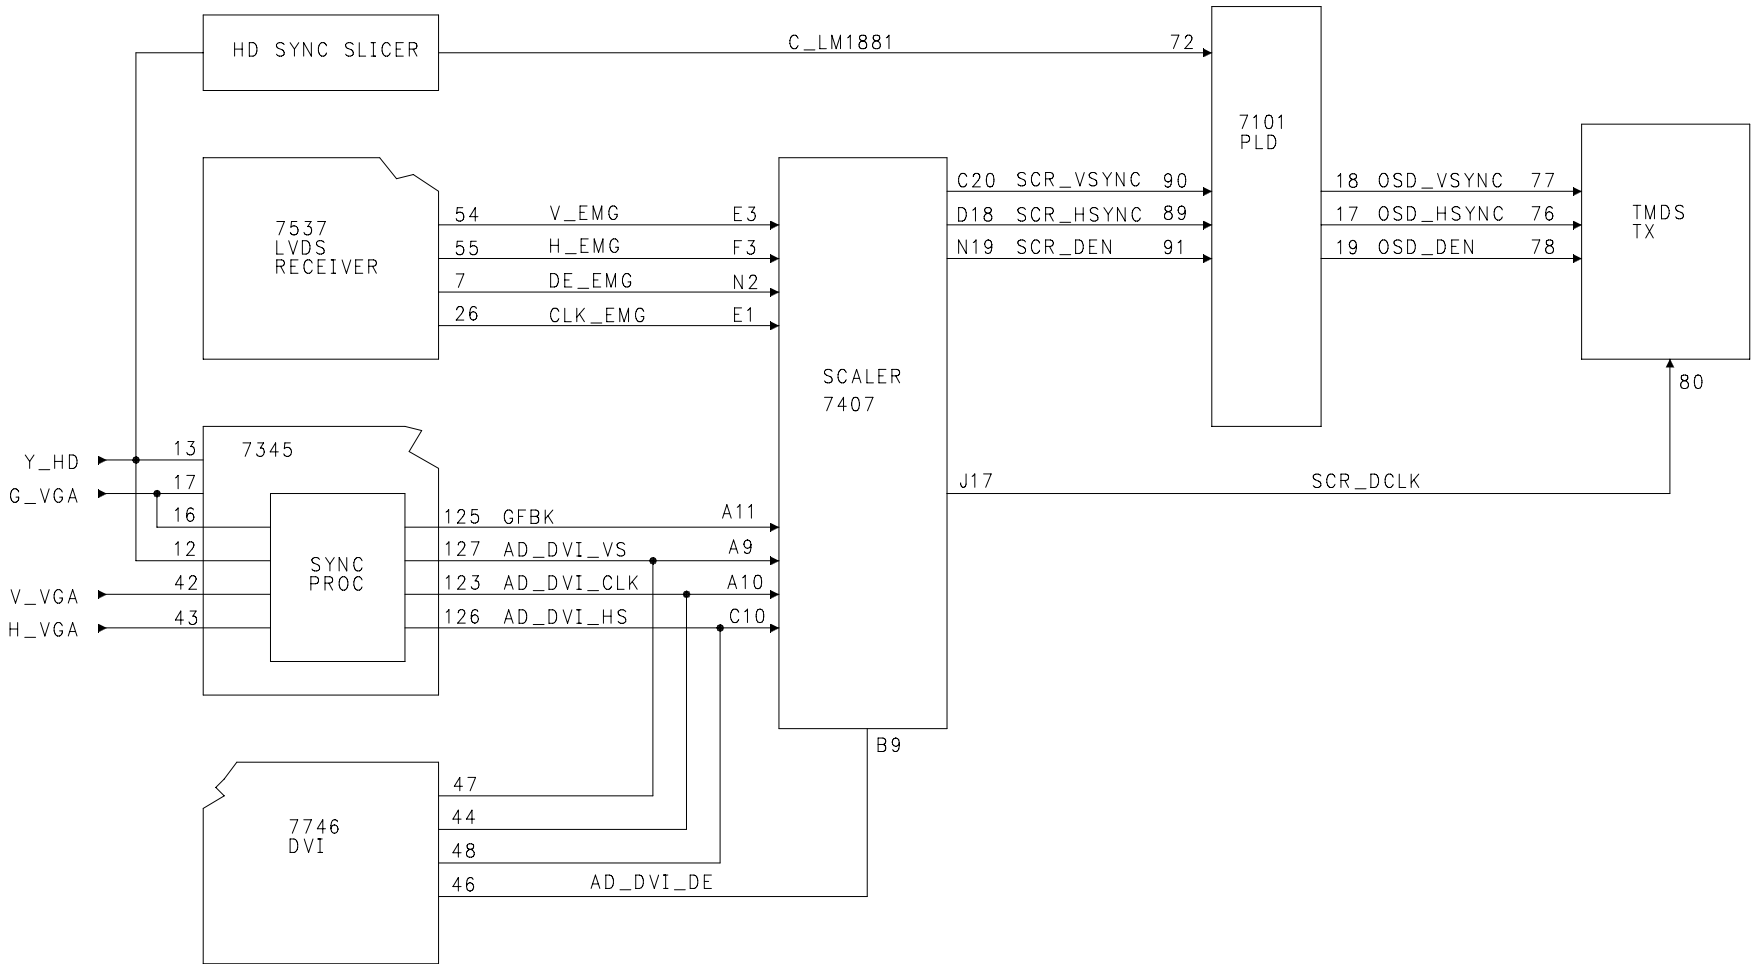 HD SYNC SLICER
C_LM1881 72
7101
PLD
C20 SCR_VSYNC 90
18 OSD_VSYNC 77
D18 SCR_HSYNC 89
17 OSD_HSYNC 76
N19 SCR_DEN 91
19 OSD_DEN 78
TMDS
TX
80
7537
LVDS
RECEIVER
54 V_EMG E3
55 H_EMG F3
7 DE_EMG N2
26 CLK_EMG E1
SCALER
7407
Y_HD 13
7345
G_VGA 17
16
12
V_VGA 42
H_VGA 43
SYNC
PROC
125 GFBK A11
127 AD_DVI_VS A9
123 AD_DVI_CLK A10
126 AD_DVI_HS C10
J17 SCR_DCLK
B9
7746
DVI
47
44
48
46 AD_DVI_DE